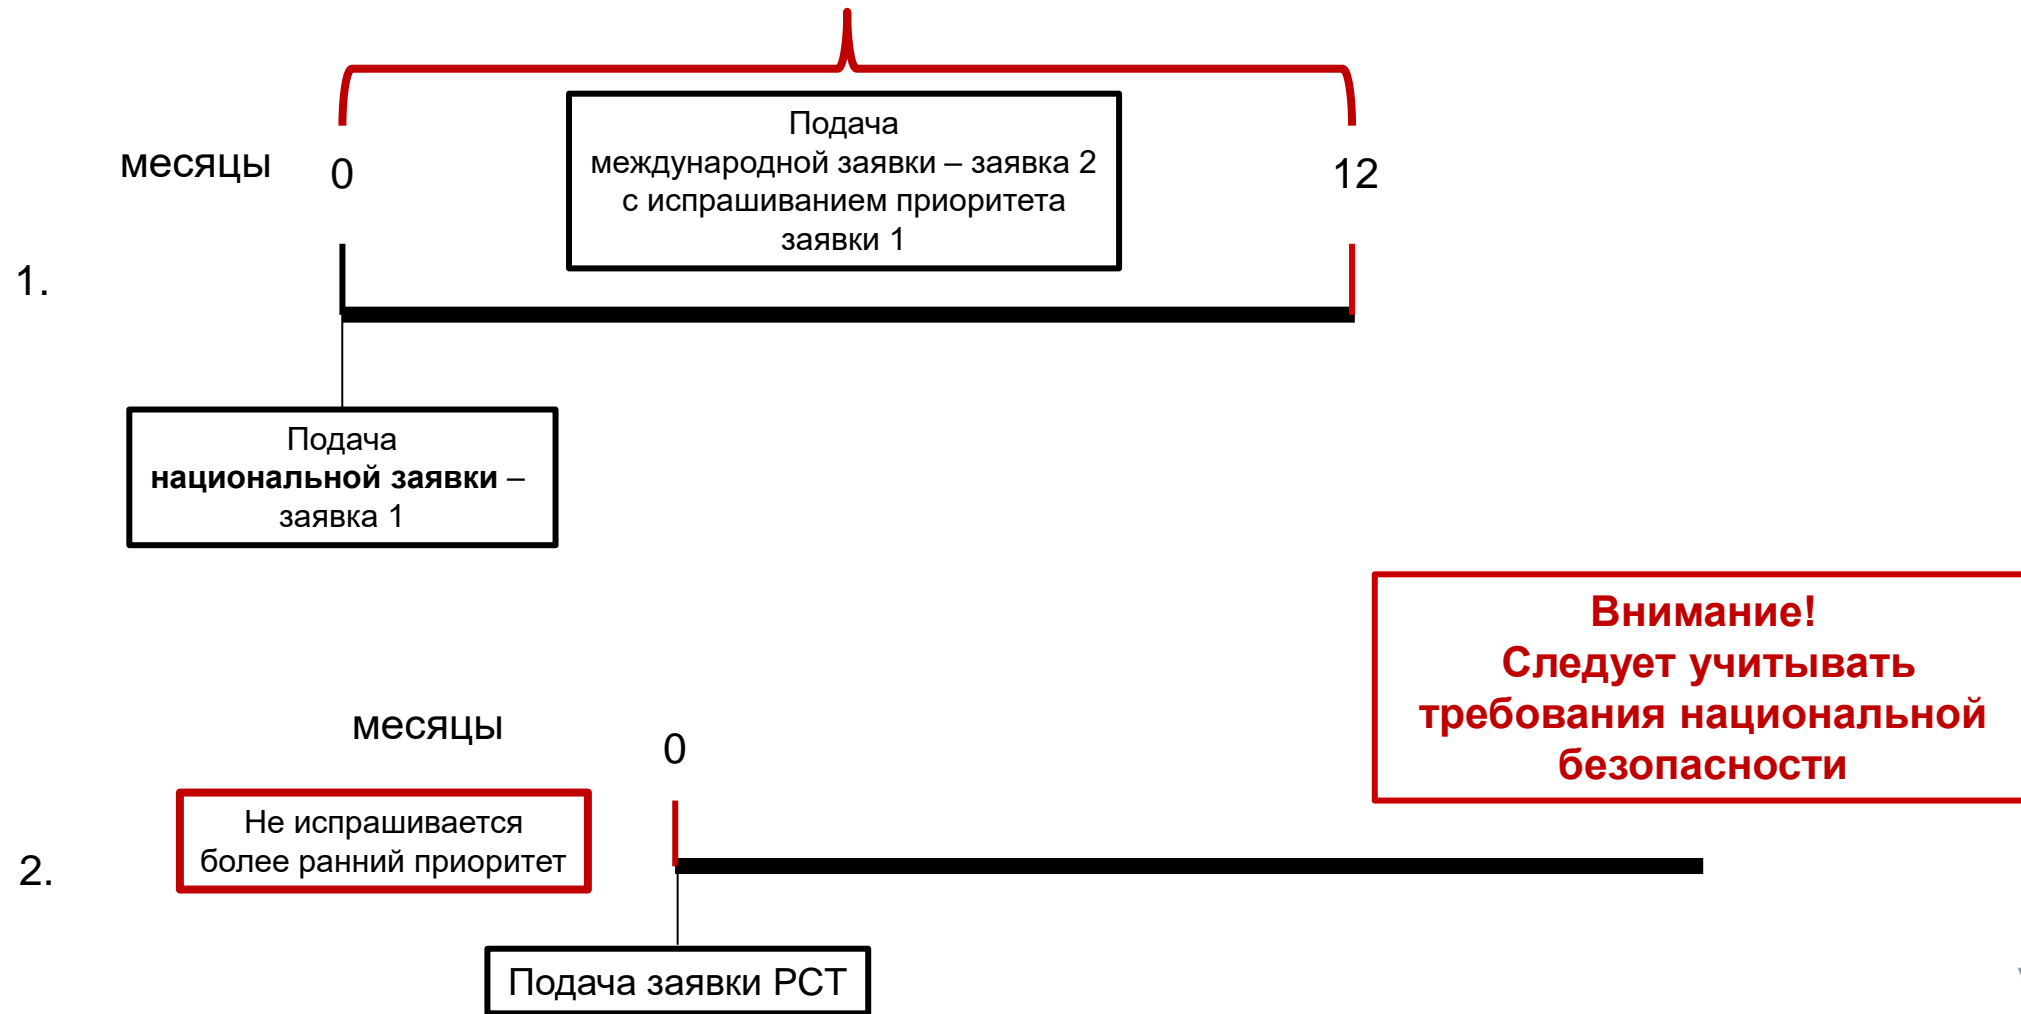 Подача
международной заявки – заявка 2
с испрашиванием приоритета
заявки 1
месяцы
0
12
1.
Подача
национальной заявки –
заявка 1
Внимание!
Следует учитывать
требования национальной
безопасности
месяцы
0
Не испрашивается
более ранний приоритет
2.
Подача заявки PCT